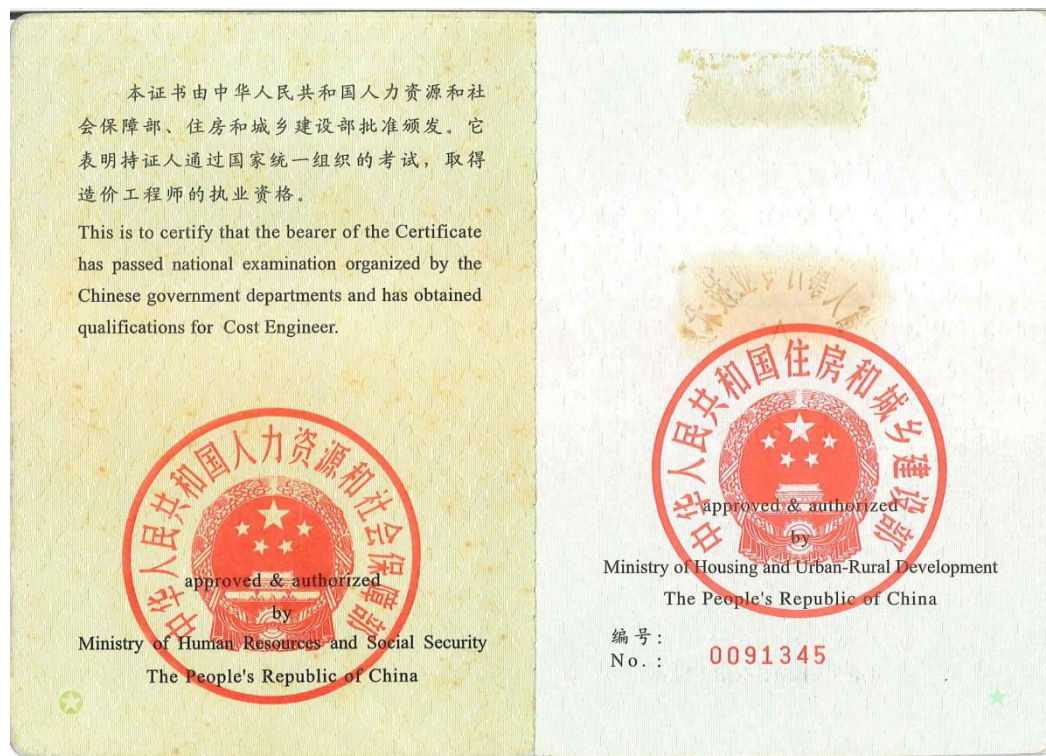 本证书由中华人民共和国人力资源和社
会保障部、住房和城乡建设部批准颁发。它
表明持证人通过国家统一组织的考试，取得
造价工程师的执业资格。
This is to certify that the bearer of the Certificate
has passed national examination organized by the
Chinese government departments and has obtained
qualifications for Cost Engineer.
中华人民共和国人力资源和社会保障部
approved & authorized
by
Ministry of Human Resources and Social Security
The People's Republic of China
中华人民共和国住房和城乡建设部
approved & authorized
by
Ministry of Housing and Urban-Rural Development
The People's Republic of China
编号:
No.: 0091345